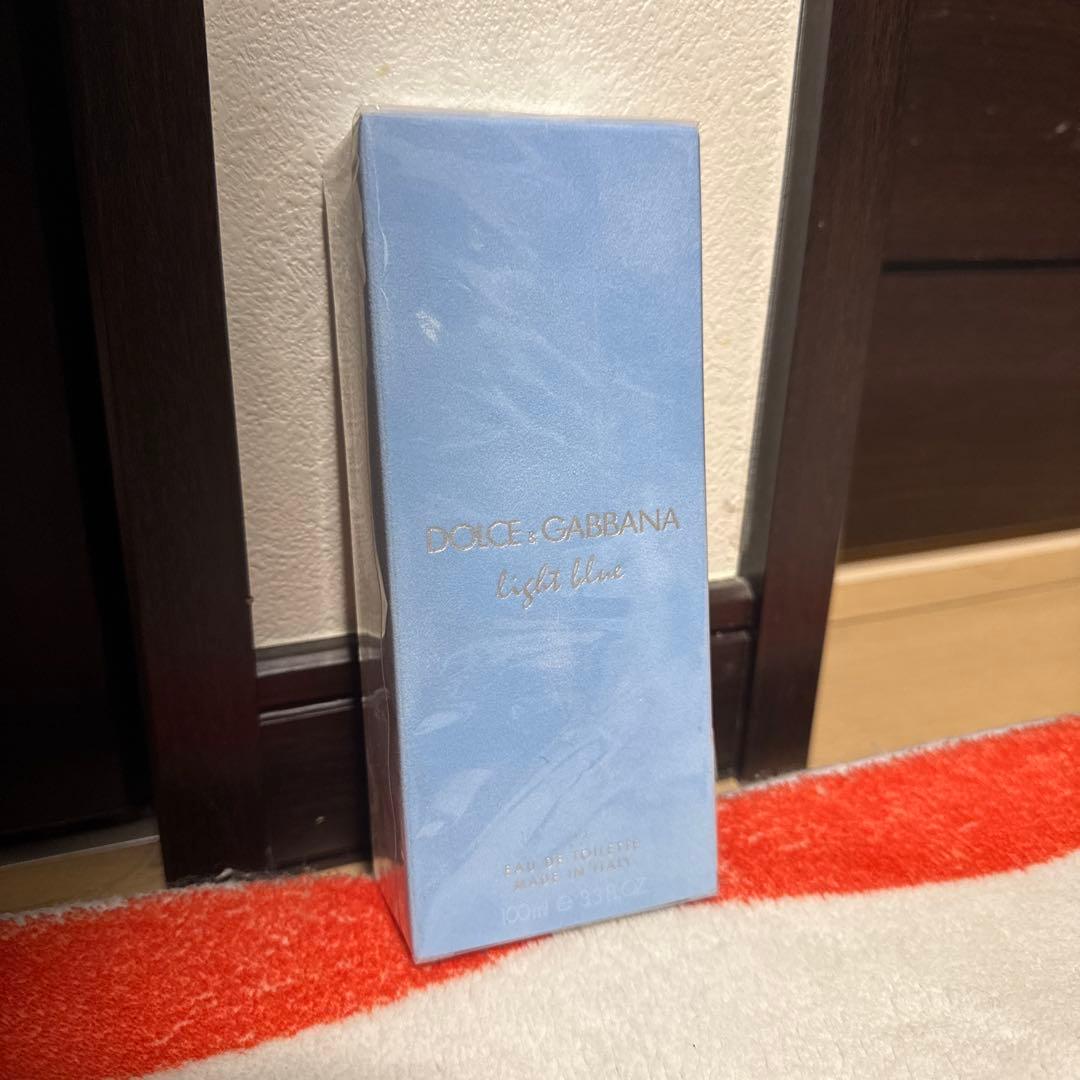 DOLCE & GABBANA
light blue
EAU DE TOILETTE
MADE IN ITALY
100ml ℮ 3.3 FL.OZ